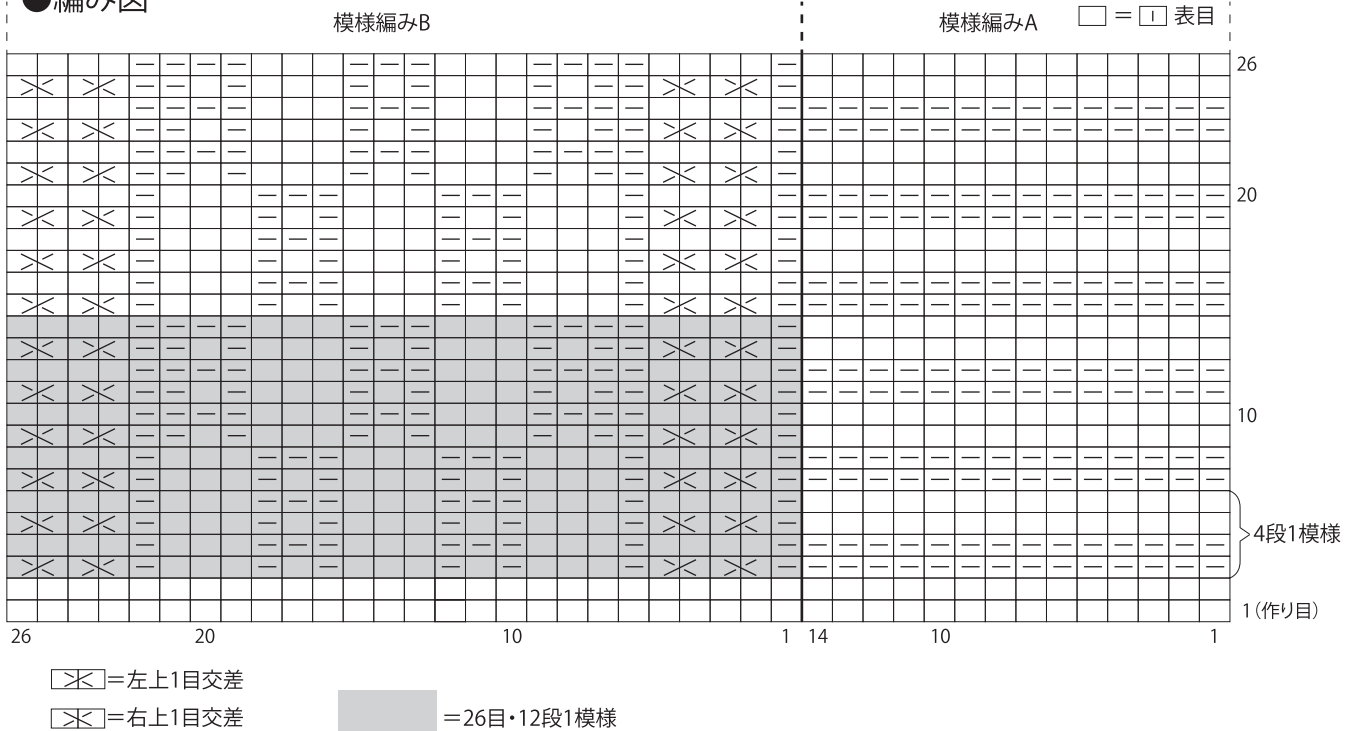 ●編み図
模様編みB
模様編みA
□=| 表目
26
20
10
4段1模様
1(作り目)
26 20 10 1 14 10 1
=左上1目交差
=右上1目交差
=26目・12段1模様